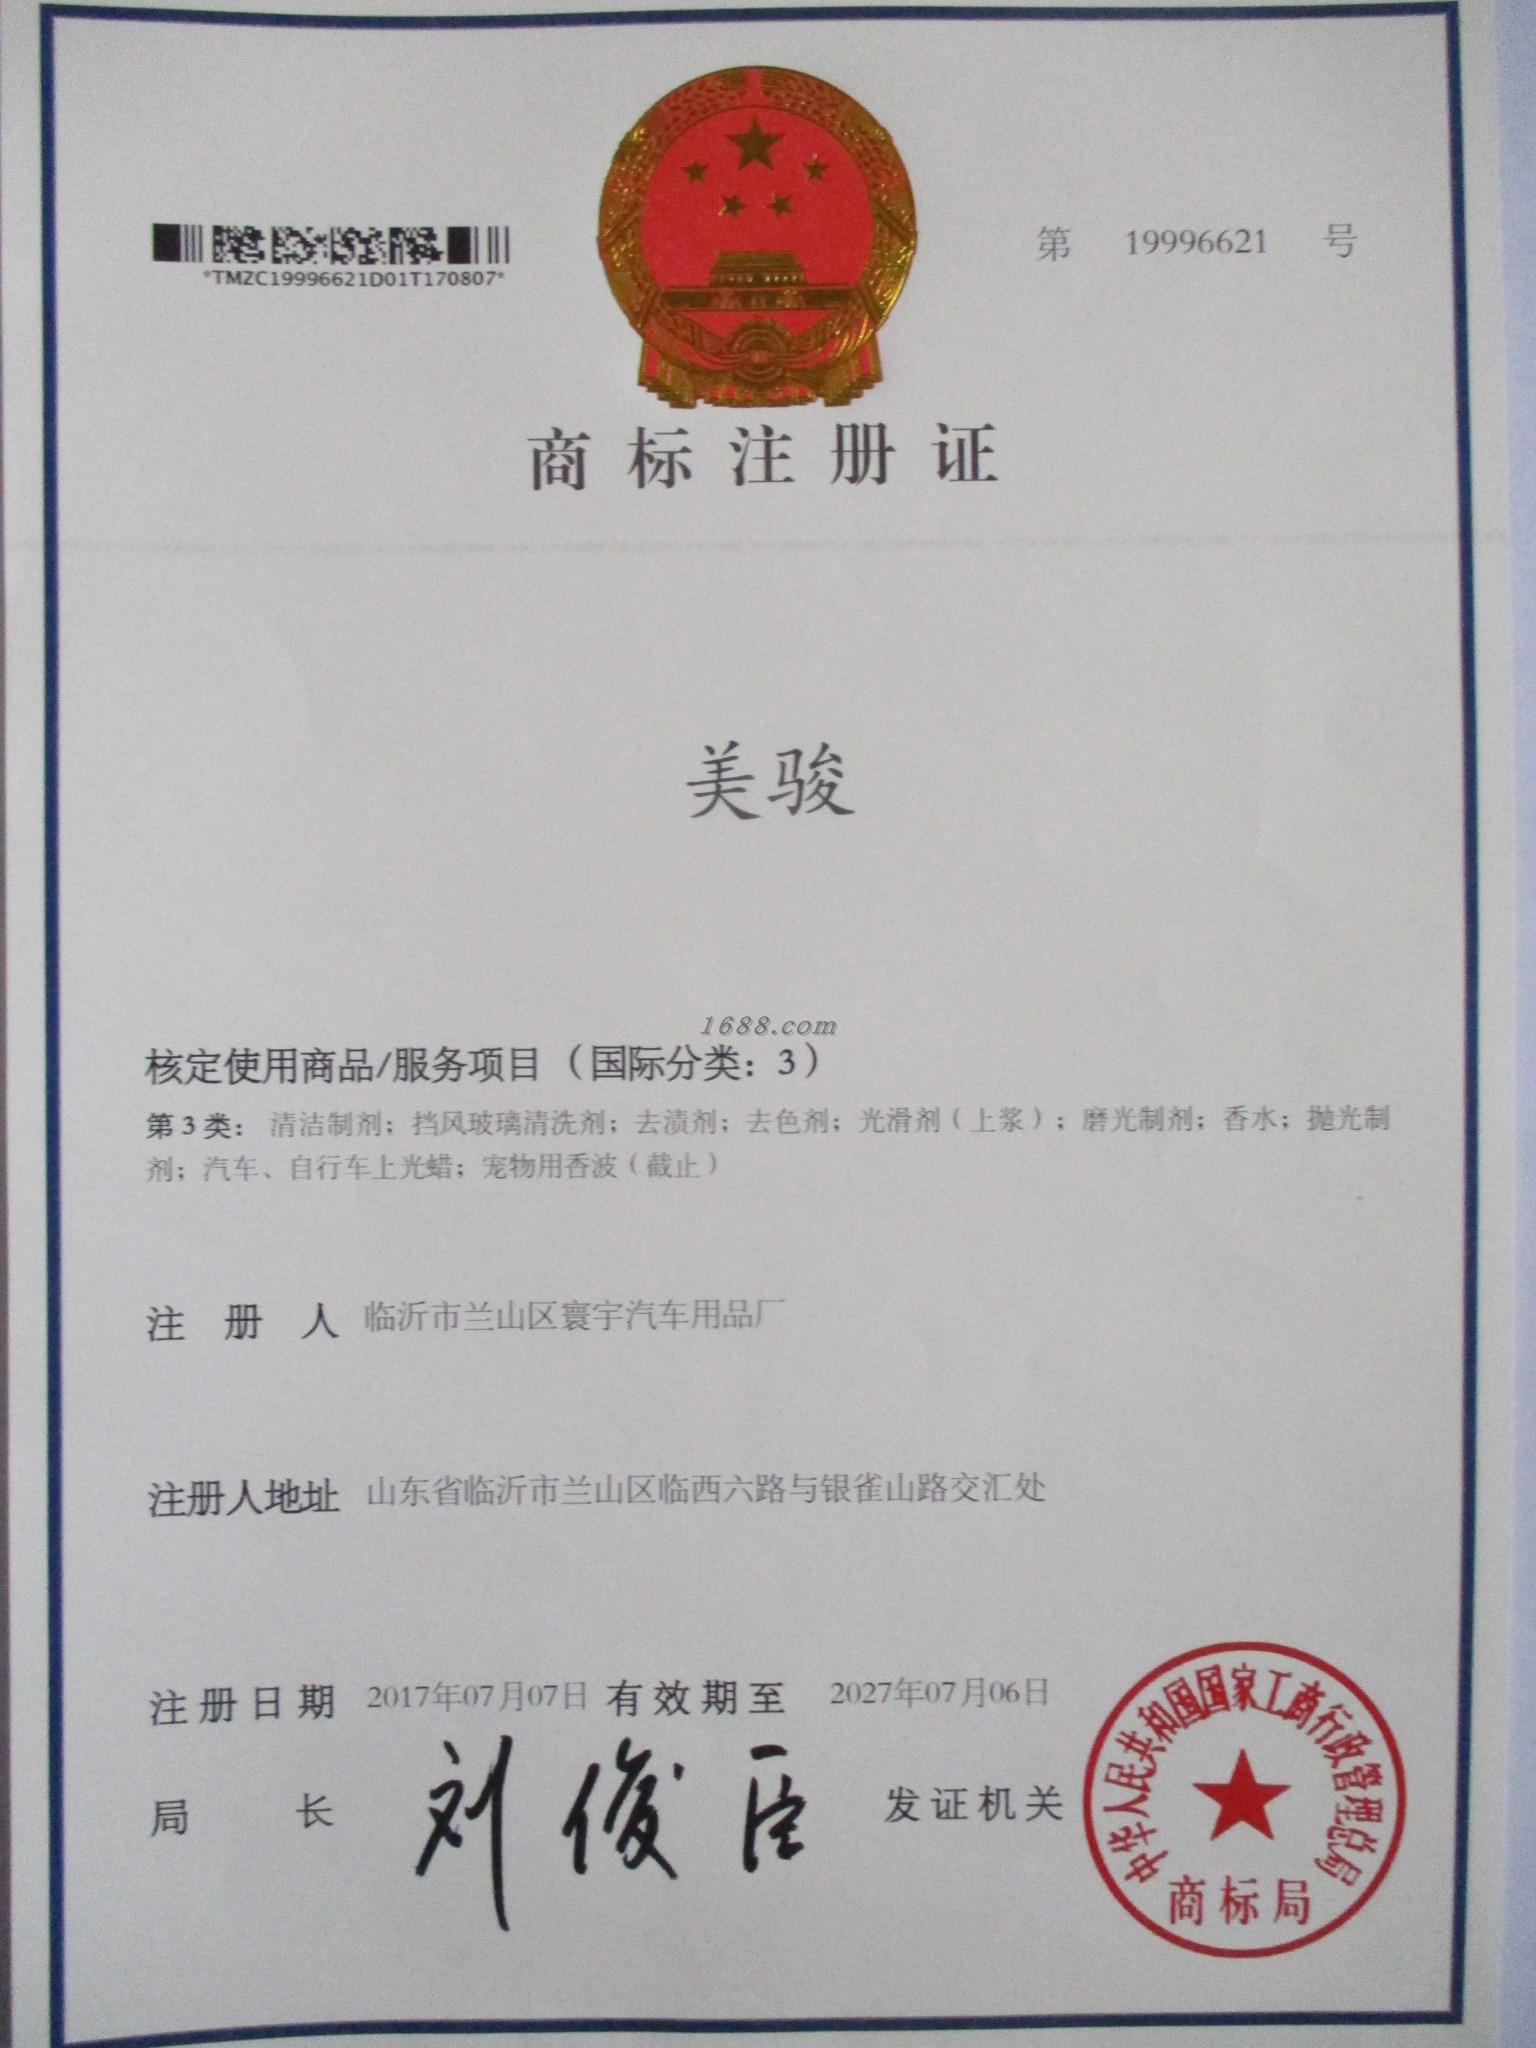 *TMZC19996621D01T170807*
第 19996621 号
商标注册证
美骏
1688.com
核定使用商品/服务项目（国际分类：3）
第3类：清洁制剂；挡风玻璃清洗剂；去渍剂；去色剂；光滑剂（上浆）；磨光制剂；香水；抛光制
剂；汽车、自行车上光蜡；宠物用香波（截止）
注册人 临沂市兰山区寰宇汽车用品厂
注册人地址 山东省临沂市兰山区临西六路与银雀山路交汇处
注册日期 2017年07月07日 有效期至 2027年07月06日
局长 刘俊臣 发证机关
中华人民共和国国家工商行政管理总局
商标局